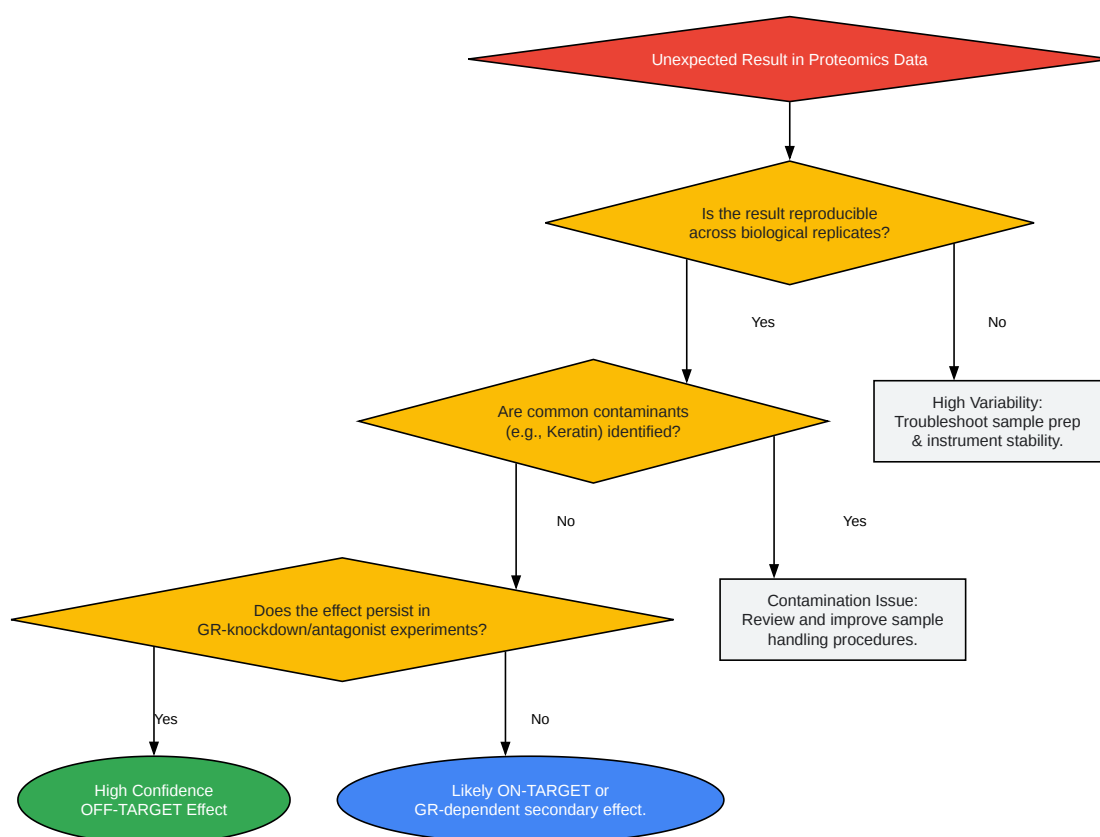 Unexpected Result in Proteomics Data
Is the result reproducible
across biological replicates?
Yes
No
High Variability:
Troubleshoot sample prep
& instrument stability.
Are common contaminants
(e.g., Keratin) identified?
No
Yes
Contamination Issue:
Review and improve sample
handling procedures.
Does the effect persist in
GR-knockdown/antagonist experiments?
Yes
No
High Confidence
OFF-TARGET Effect
Likely ON-TARGET or
GR-dependent secondary effect.